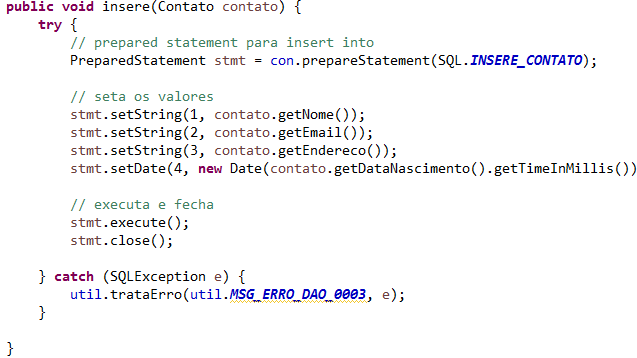 public void insere(Contato contato) {
    try {
        // prepared statement para insert into
        PreparedStatement stmt = con.prepareStatement(SQL.INSERE_CONTATO);

        // seta os valores
        stmt.setString(1, contato.getNome());
        stmt.setString(2, contato.getEmail());
        stmt.setString(3, contato.getEndereco());
        stmt.setDate(4, new Date(contato.getDataNascimento().getTimeInMillis())

        // executa e fecha
        stmt.execute();
        stmt.close();

    } catch (SQLException e) {
        util.trataErro(util.MSG_ERRO_DAO_0003, e);
    }

}